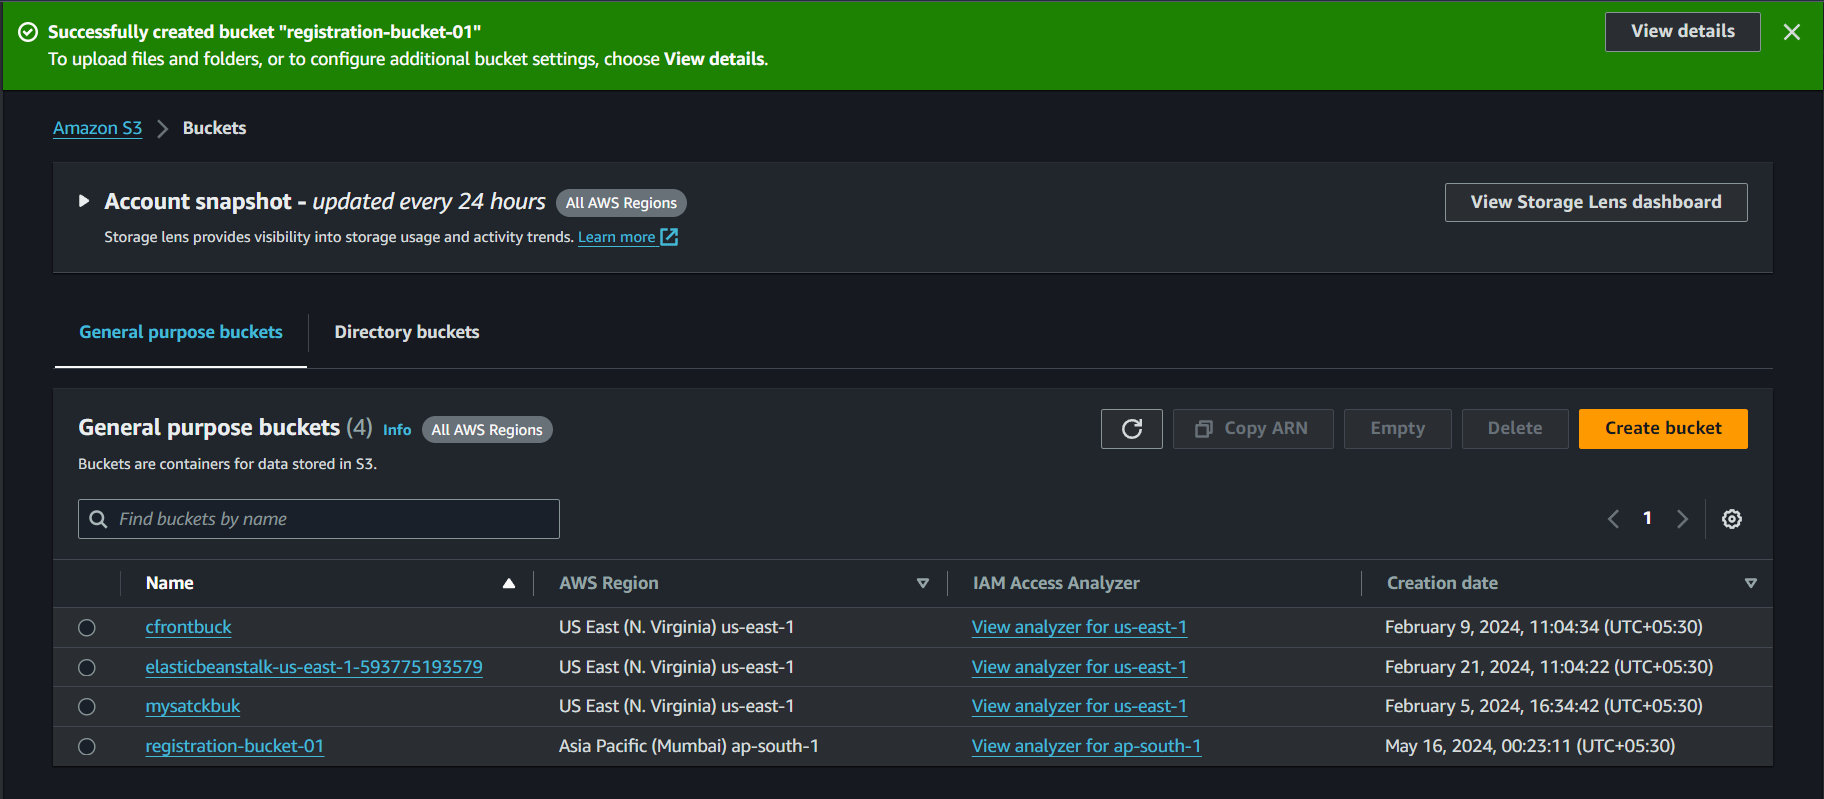 Successfully created bucket "registration-bucket-01"
View details
To upload files and folders, or to configure additional bucket settings, choose View details.
Amazon S3 Buckets
Account snapshot - updated every 24 hours All AWS Regions
View Storage Lens dashboard
Storage lens provides visibility into storage usage and activity trends. Learn more
General purpose buckets Directory buckets
General purpose buckets (4) Info All AWS Regions
Copy ARN Empty Delete Create bucket
Buckets are containers for data stored in S3.
Find buckets by name
1
Name AWS Region IAM Access Analyzer Creation date
cfrontbuck US East (N. Virginia) us-east-1 View analyzer for us-east-1 February 9, 2024, 11:04:34 (UTC+05:30)
elasticbeanstalk-us-east-1-593775193579 US East (N. Virginia) us-east-1 View analyzer for us-east-1 February 21, 2024, 11:04:22 (UTC+05:30)
mysatckbuk US East (N. Virginia) us-east-1 View analyzer for us-east-1 February 5, 2024, 16:34:42 (UTC+05:30)
registration-bucket-01 Asia Pacific (Mumbai) ap-south-1 View analyzer for ap-south-1 May 16, 2024, 00:23:11 (UTC+05:30)